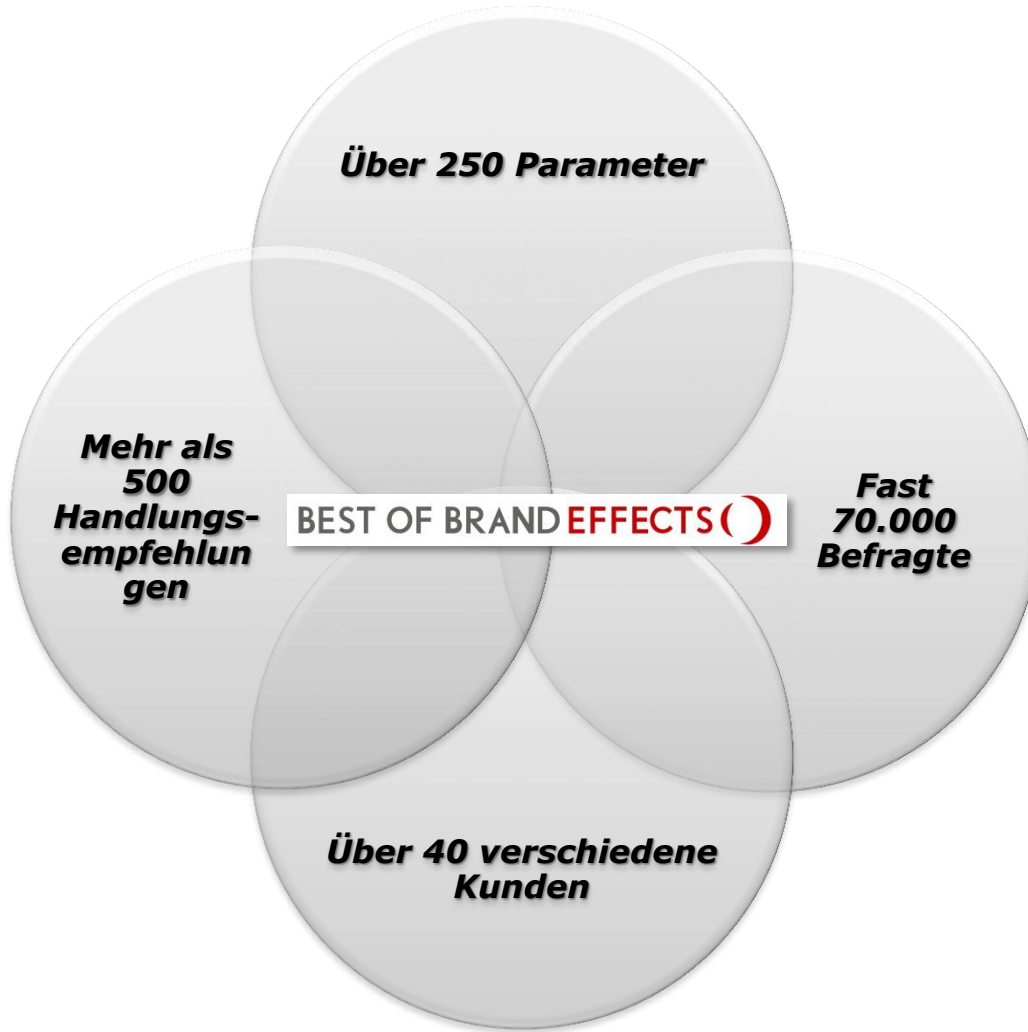 Über 250 Parameter
Mehr als
500
Handlungs-
empfehlun
gen
BEST OF BRAND EFFECTS
Fast
70.000
Befragte
Über 40 verschiedene
Kunden